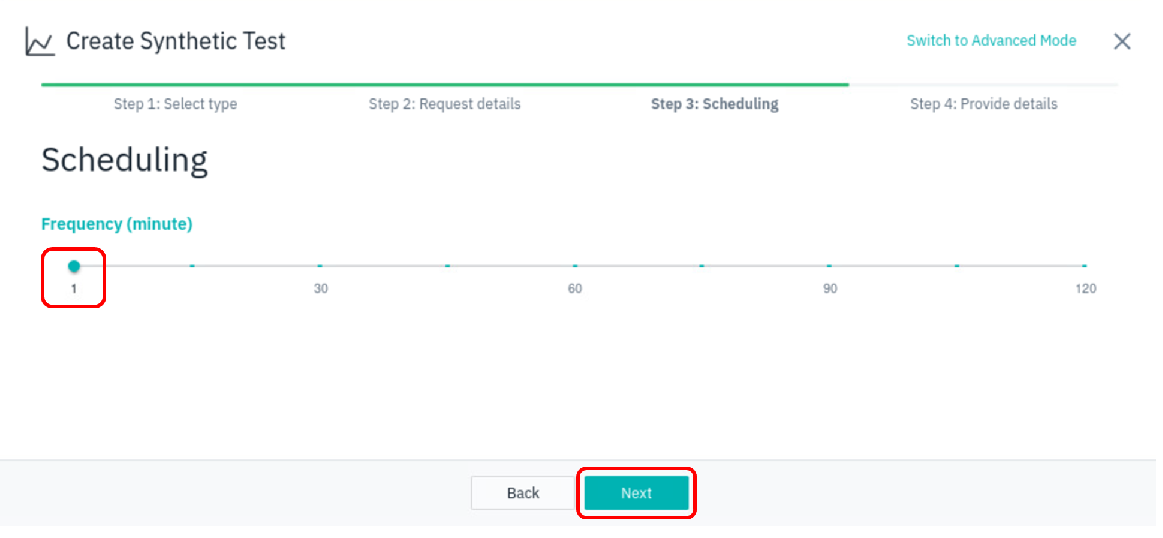 Create Synthetic Test
Switch to Advanced Mode
Step 1: Select type
Step 2: Request details
Step 3: Scheduling
Step 4: Provide details
Scheduling
Frequency (minute)
1
30
60
90
120
Back
Next